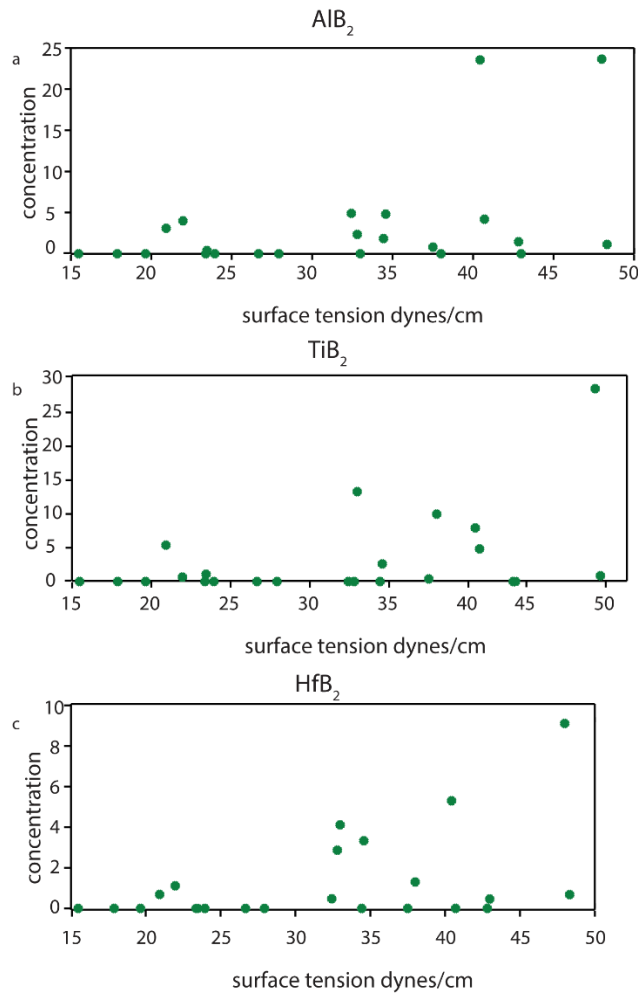 AlB₂
a
concentration
25
20
15
10
5
0
15 20 25 30 35 40 45 50
surface tension dynes/cm
TiB₂
b
concentration
30
25
20
15
10
5
0
15 20 25 30 35 40 45 50
surface tension dynes/cm
HfB₂
c
concentration
10
8
6
4
2
0
15 20 25 30 35 40 45 50
surface tension dynes/cm